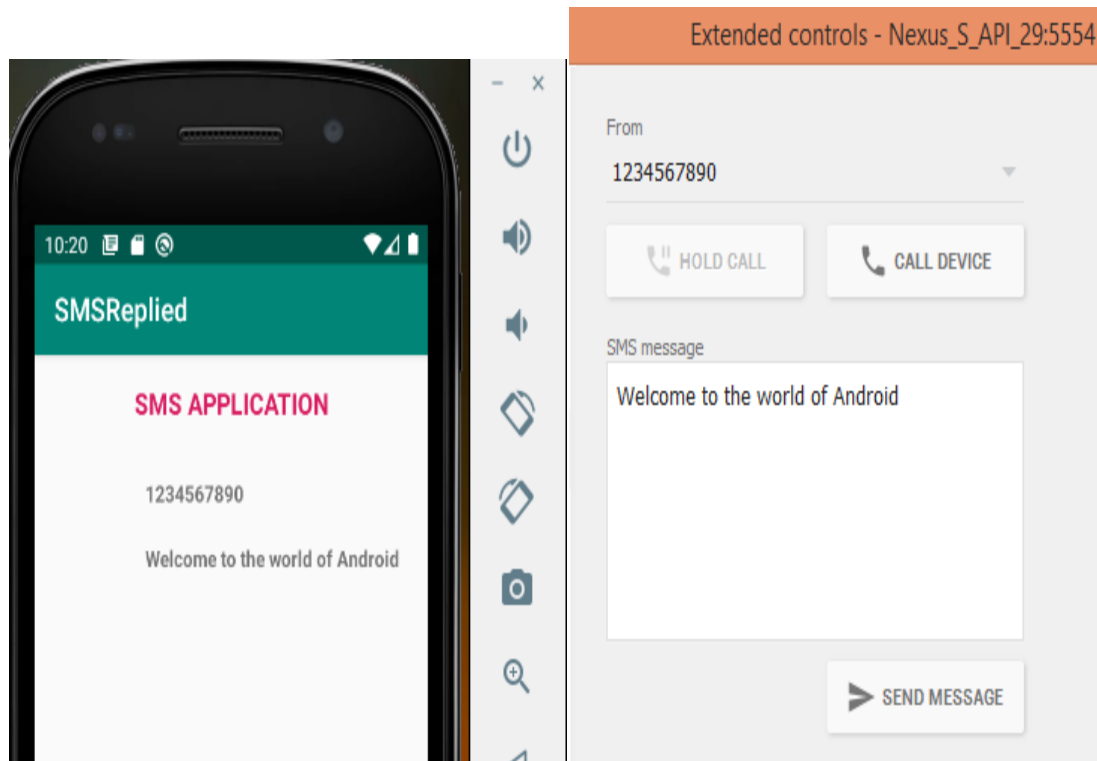 10:20
SMSReplied
SMS APPLICATION
1234567890
Welcome to the world of Android
Extended controls - Nexus_S_API_29:5554
From
1234567890
HOLD CALL
CALL DEVICE
SMS message
Welcome to the world of Android
SEND MESSAGE